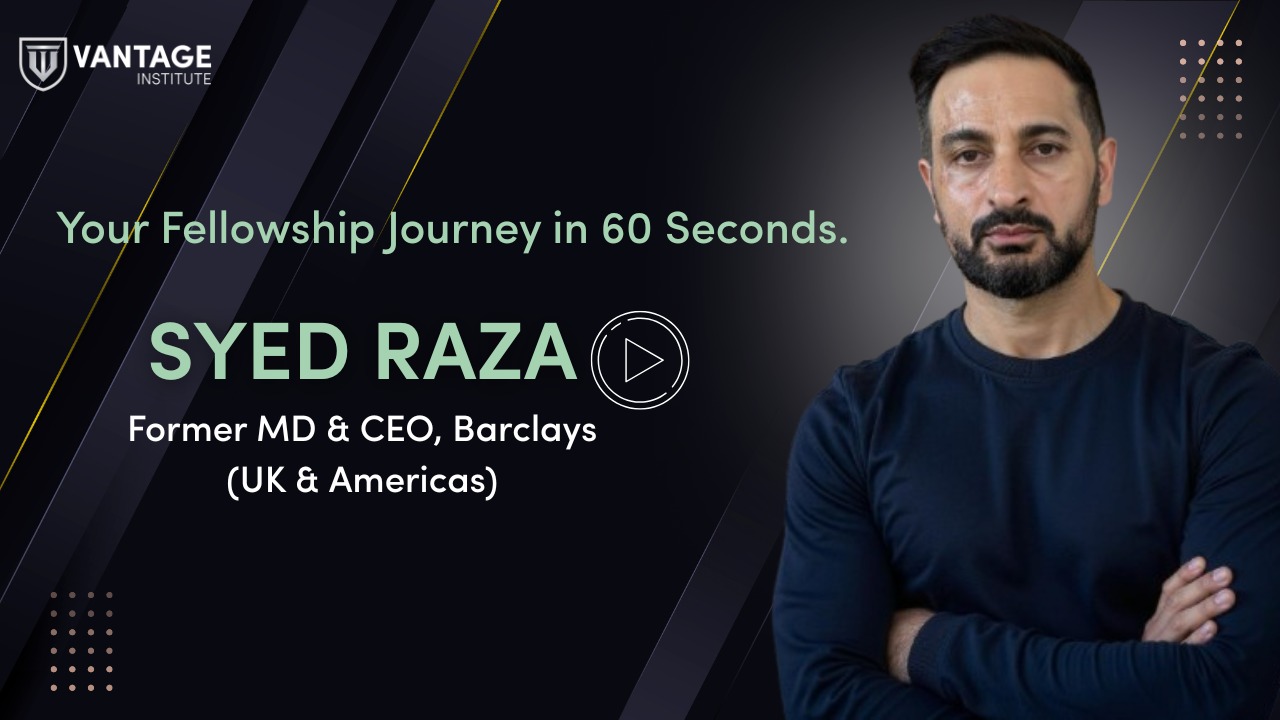 VANTAGE
INSTITUTE
Your Fellowship Journey in 60 Seconds.
SYED RAZA
Former MD & CEO, Barclays
(UK & Americas)